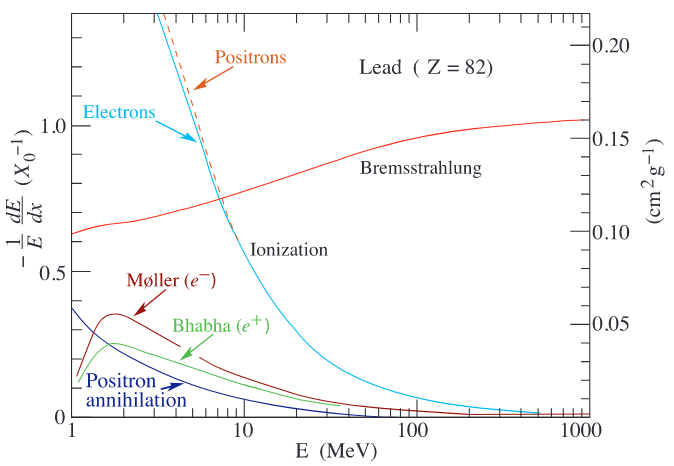 Positrons
Lead ( Z = 82)
Electrons
Bremsstrahlung
Ionization
Møller (e−)
Bhabha (e+)
Positron
annihilation
0
0.5
1.0
− 1/E dE/dx (X0−1)
0.20
0.15
0.10
0.05
(cm2 g−1)
1
10
100
1000
E (MeV)